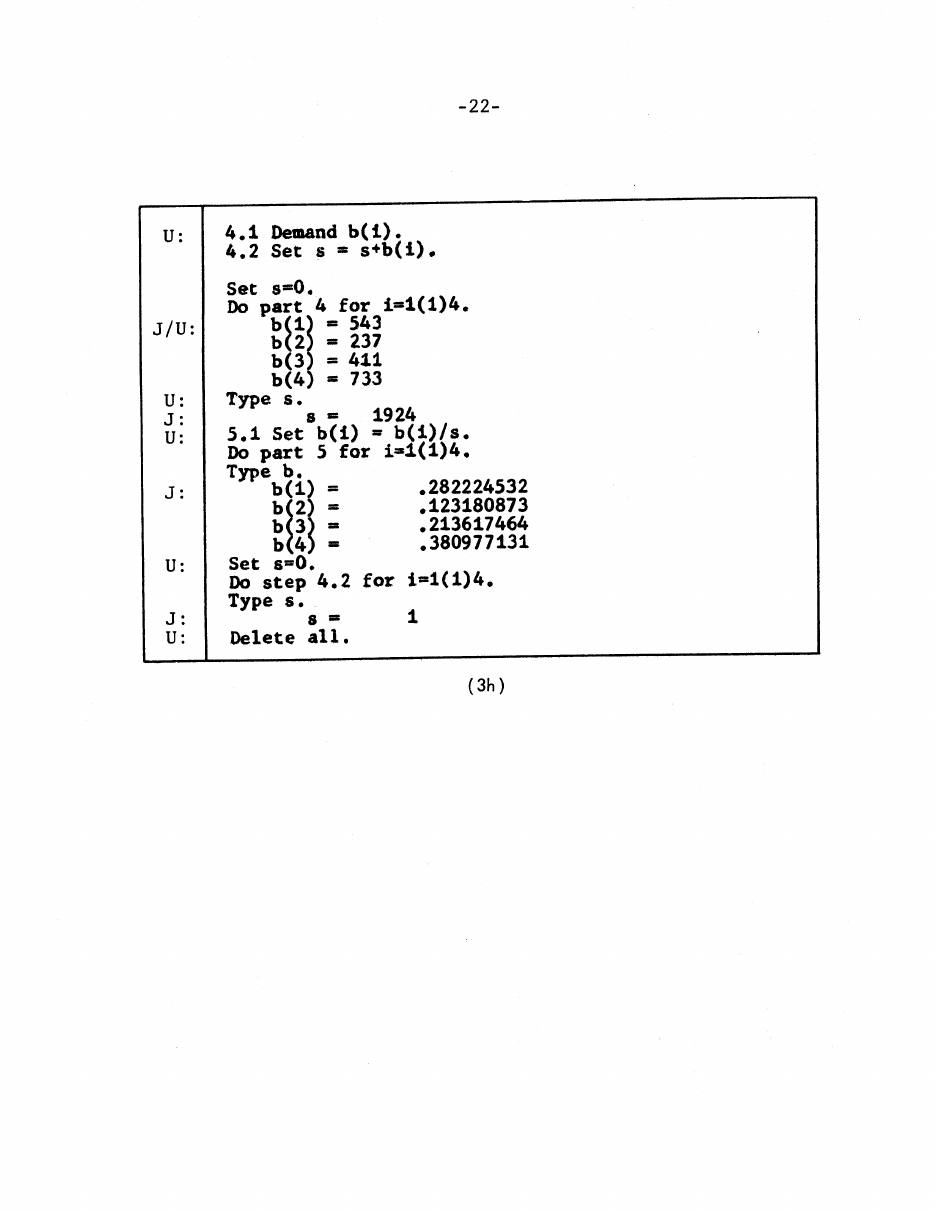 -22-
U: 4.1 Demand b(i).
4.2 Set s = s+b(i).
Set s=0.
Do part 4 for i=1(1)4.
J/U: b(1) = 543
b(2) = 237
b(3) = 411
b(4) = 733
U: Type s.
J: s = 1924
U: 5.1 Set b(i) = b(i)/s.
Do part 5 for i=1(1)4.
Type b.
J: b(1) = .282224532
b(2) = .123180873
b(3) = .213617464
b(4) = .380977131
U: Set s=0.
Do step 4.2 for i=1(1)4.
Type s.
J: s = 1
U: Delete all.
(3h)